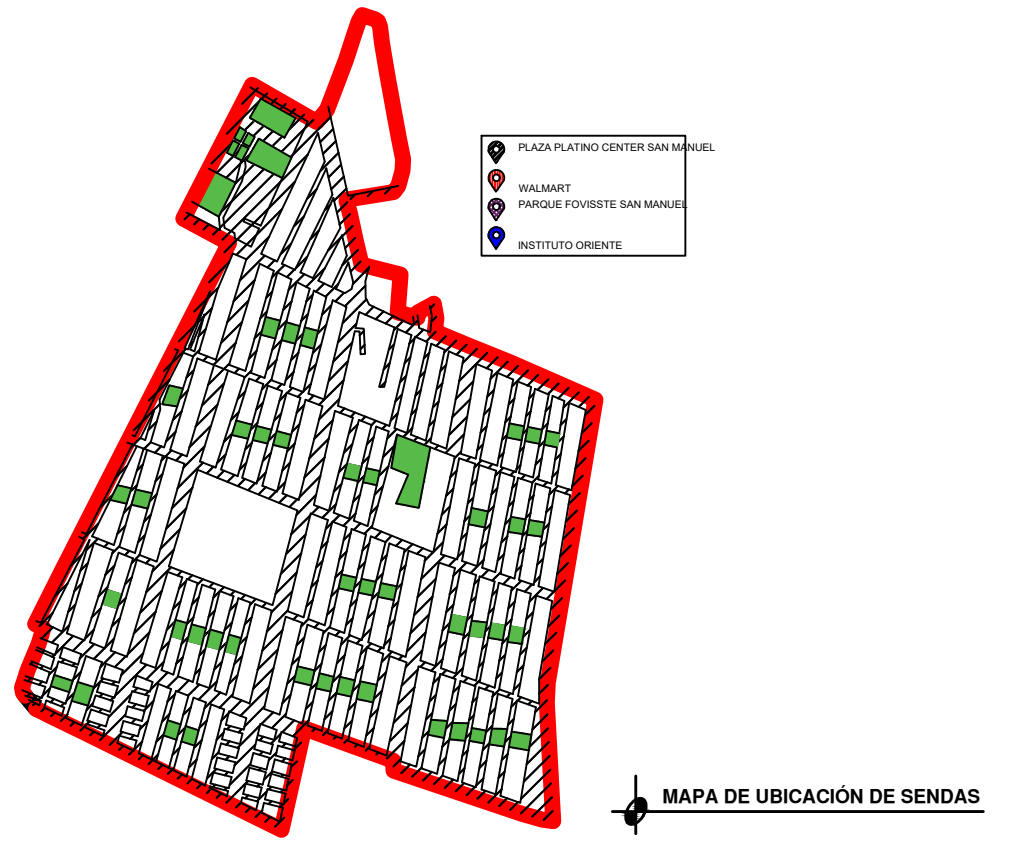 PLAZA PLATINO CENTER SAN MANUEL
WALMART
PARQUE FOVISSTE SAN MANUEL
INSTITUTO ORIENTE
MAPA DE UBICACIÓN DE SENDAS